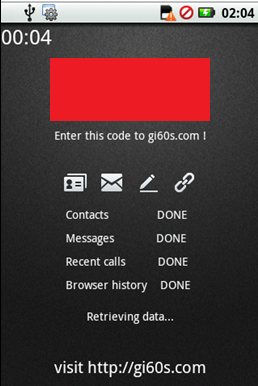 02:04
00:04
Enter this code to gi60s.com !
Contacts DONE
Messages DONE
Recent calls DONE
Browser history DONE
Retrieving data...
visit http://gi60s.com